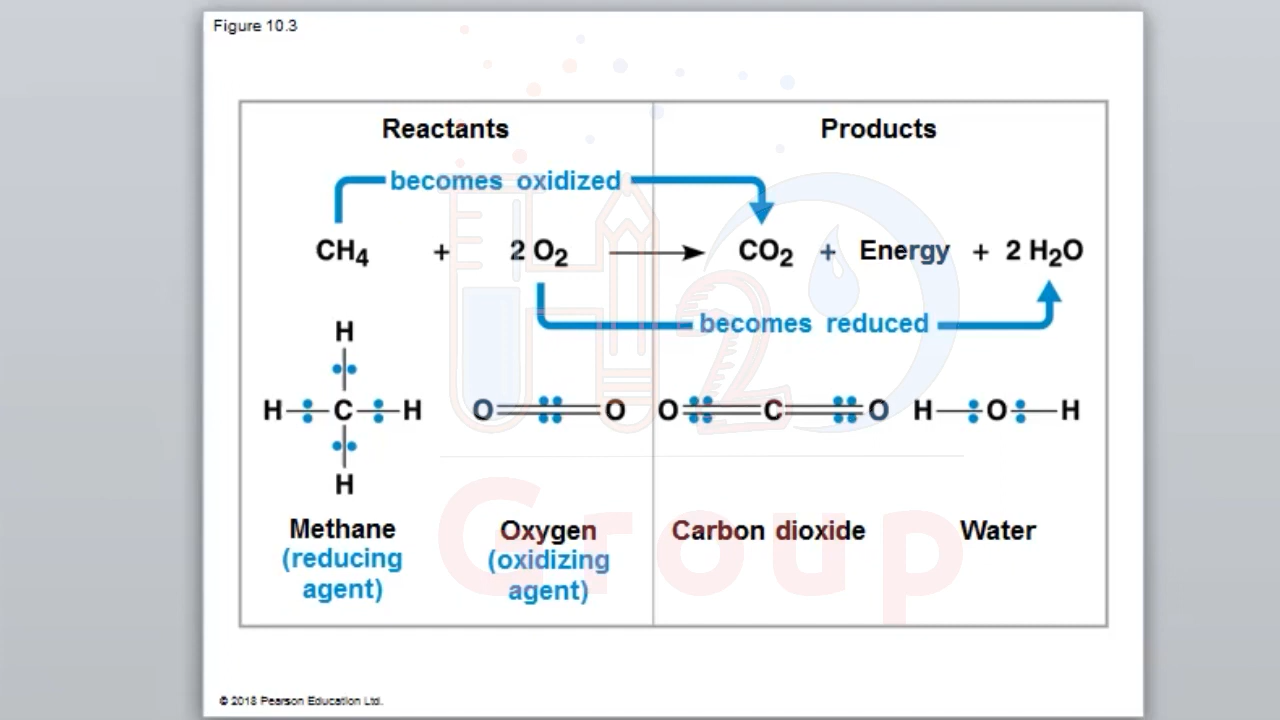 Figure 10.3
Reactants
Products
becomes oxidized
CH4 + 2 O2 → CO2 + Energy + 2 H2O
becomes reduced
H
H C H O O O C O H O H
H
Methane Oxygen Carbon dioxide Water
(reducing (oxidizing
agent) agent)
H2O
Group
© 2018 Pearson Education Ltd.